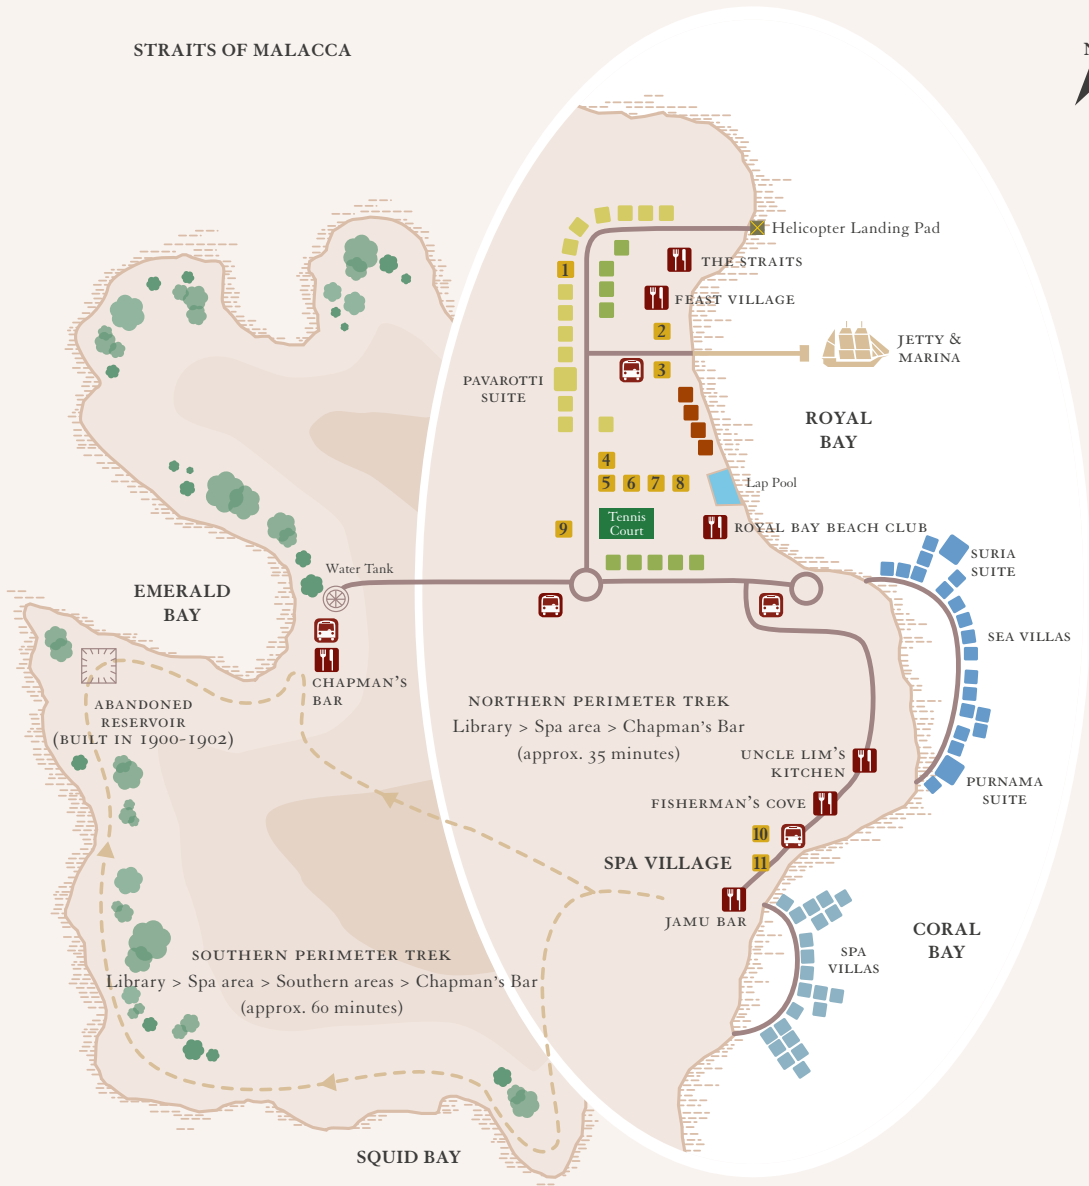 STRAITS OF MALACCA
N
Helicopter Landing Pad
THE STRAITS
1
FEAST VILLAGE
2
JETTY &
MARINA
3
PAVAROTTI
SUITE
ROYAL
BAY
4
5 6 7 8
Lap Pool
9
Tennis
Court
ROYAL BAY BEACH CLUB
SURIA
SUITE
Water Tank
EMERALD
BAY
SEA VILLAS
CHAPMAN'S
BAR
ABANDONED
RESERVOIR
(BUILT IN 1900-1902)
NORTHERN PERIMETER TREK
Library > Spa area > Chapman's Bar
(approx. 35 minutes)
UNCLE LIM'S
KITCHEN
PURNAMA
SUITE
FISHERMAN'S COVE
10
SPA VILLAGE
11
JAMU BAR
CORAL
BAY
SPA
VILLAS
SOUTHERN PERIMETER TREK
Library > Spa area > Southern areas > Chapman's Bar
(approx. 60 minutes)
SQUID BAY